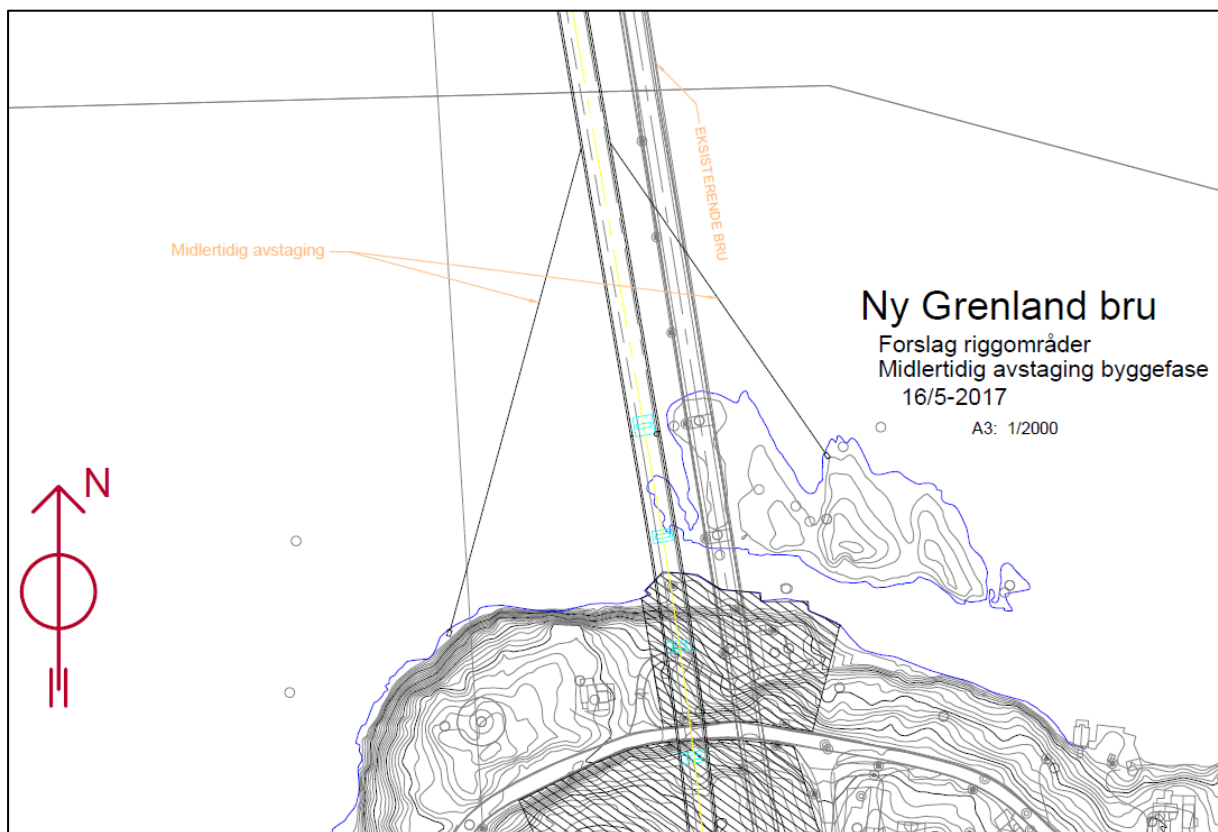 EKSISTERENDE BRU
Midlertidig avstaging
Ny Grenland bru
Forslag riggområder
Midlertidig avstaging byggefase
16/5-2017
A3: 1/2000
N